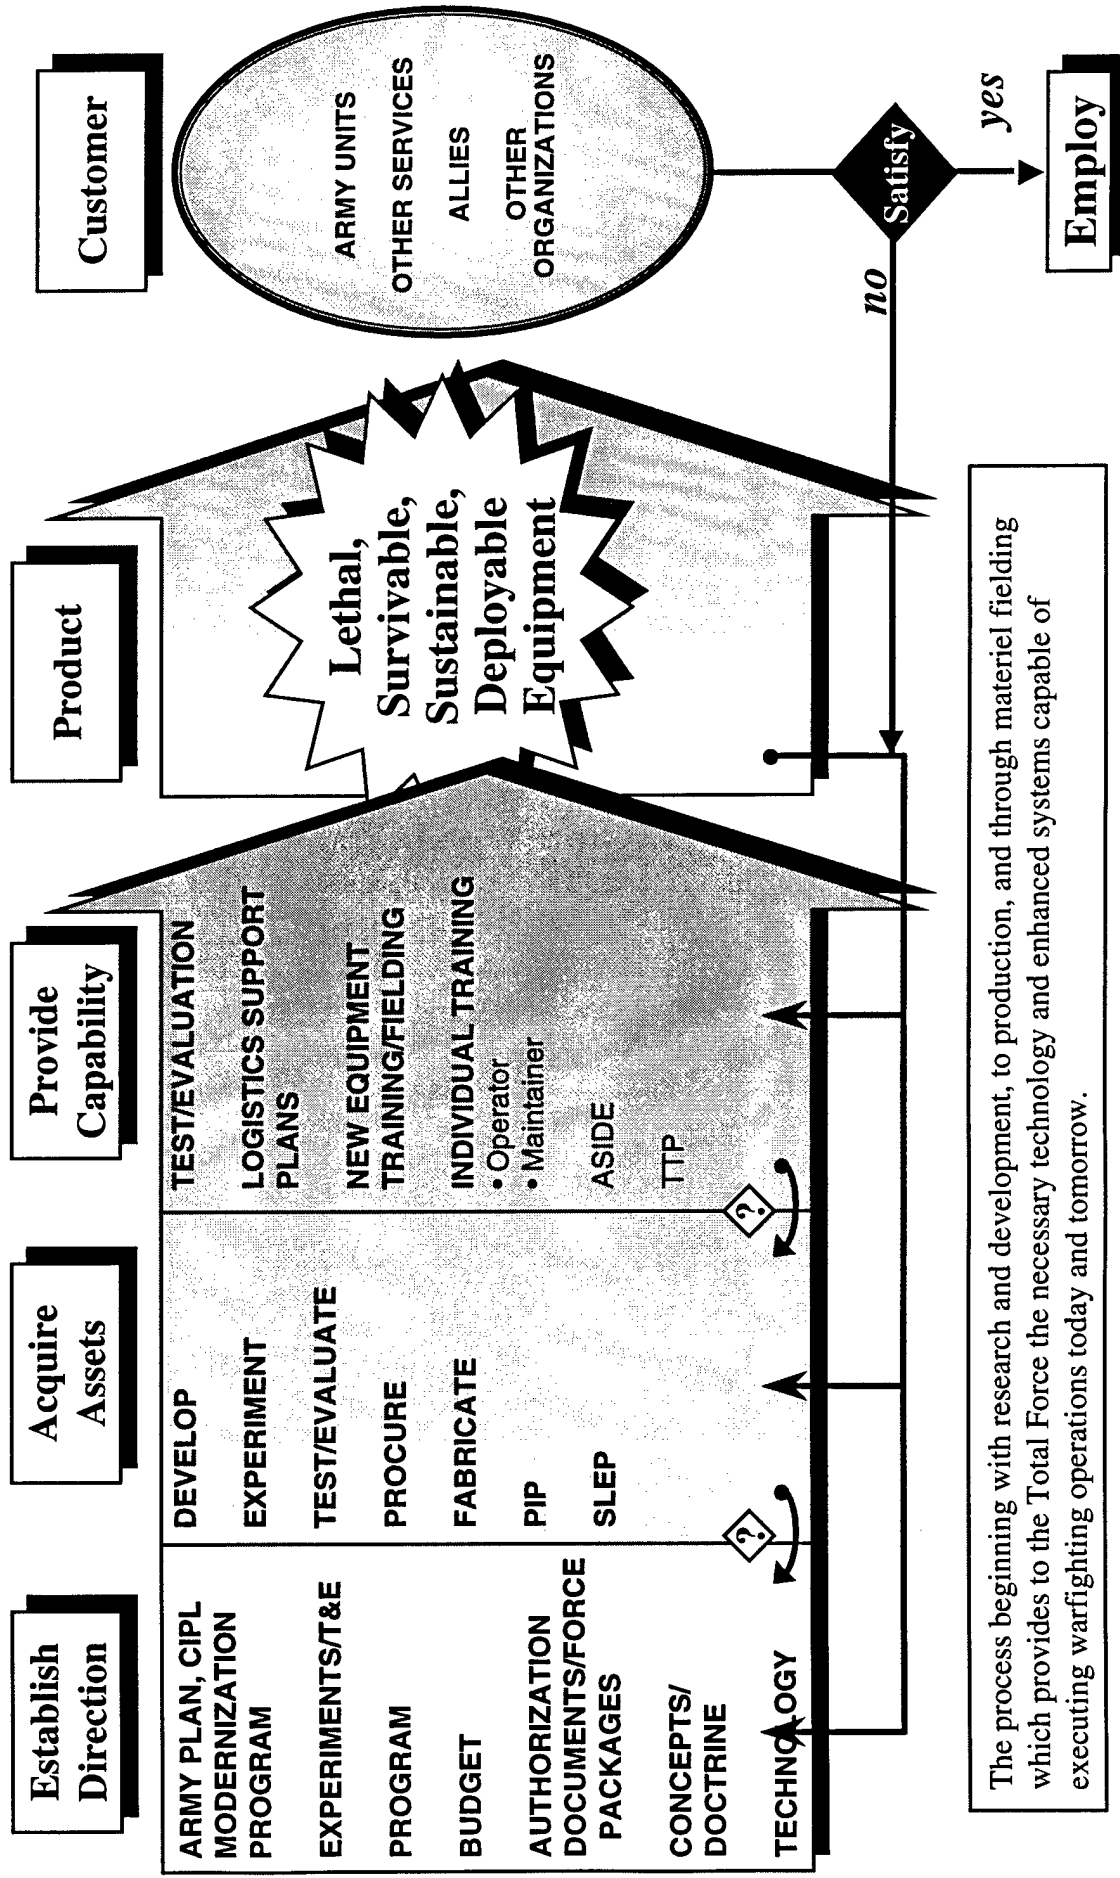 Establish
Direction
ARMY PLAN, CIPL
MODERNIZATION
PROGRAM
EXPERIMENTS/T&E
PROGRAM
BUDGET
AUTHORIZATION
DOCUMENTS/FORCE
PACKAGES
CONCEPTS/
DOCTRINE
TECHNOLOGY
?
Acquire
Assets
DEVELOP
EXPERIMENT
TEST/EVALUATE
PROCURE
FABRICATE
PIP
SLEP
?
Provide
Capability
TEST/EVALUATION
LOGISTICS SUPPORT
PLANS
NEW EQUIPMENT
TRAINING/FIELDING
INDIVIDUAL TRAINING
• Operator
• Maintainer
ASIDE
TTP
Product
Lethal,
Survivable,
Sustainable,
Deployable
Equipment
Customer
ARMY UNITS
OTHER SERVICES
ALLIES
OTHER
ORGANIZATIONS
Satisfy
no
yes
Employ
The process beginning with research and development, to production, and through materiel fielding
which provides to the Total Force the necessary technology and enhanced systems capable of
executing warfighting operations today and tomorrow.